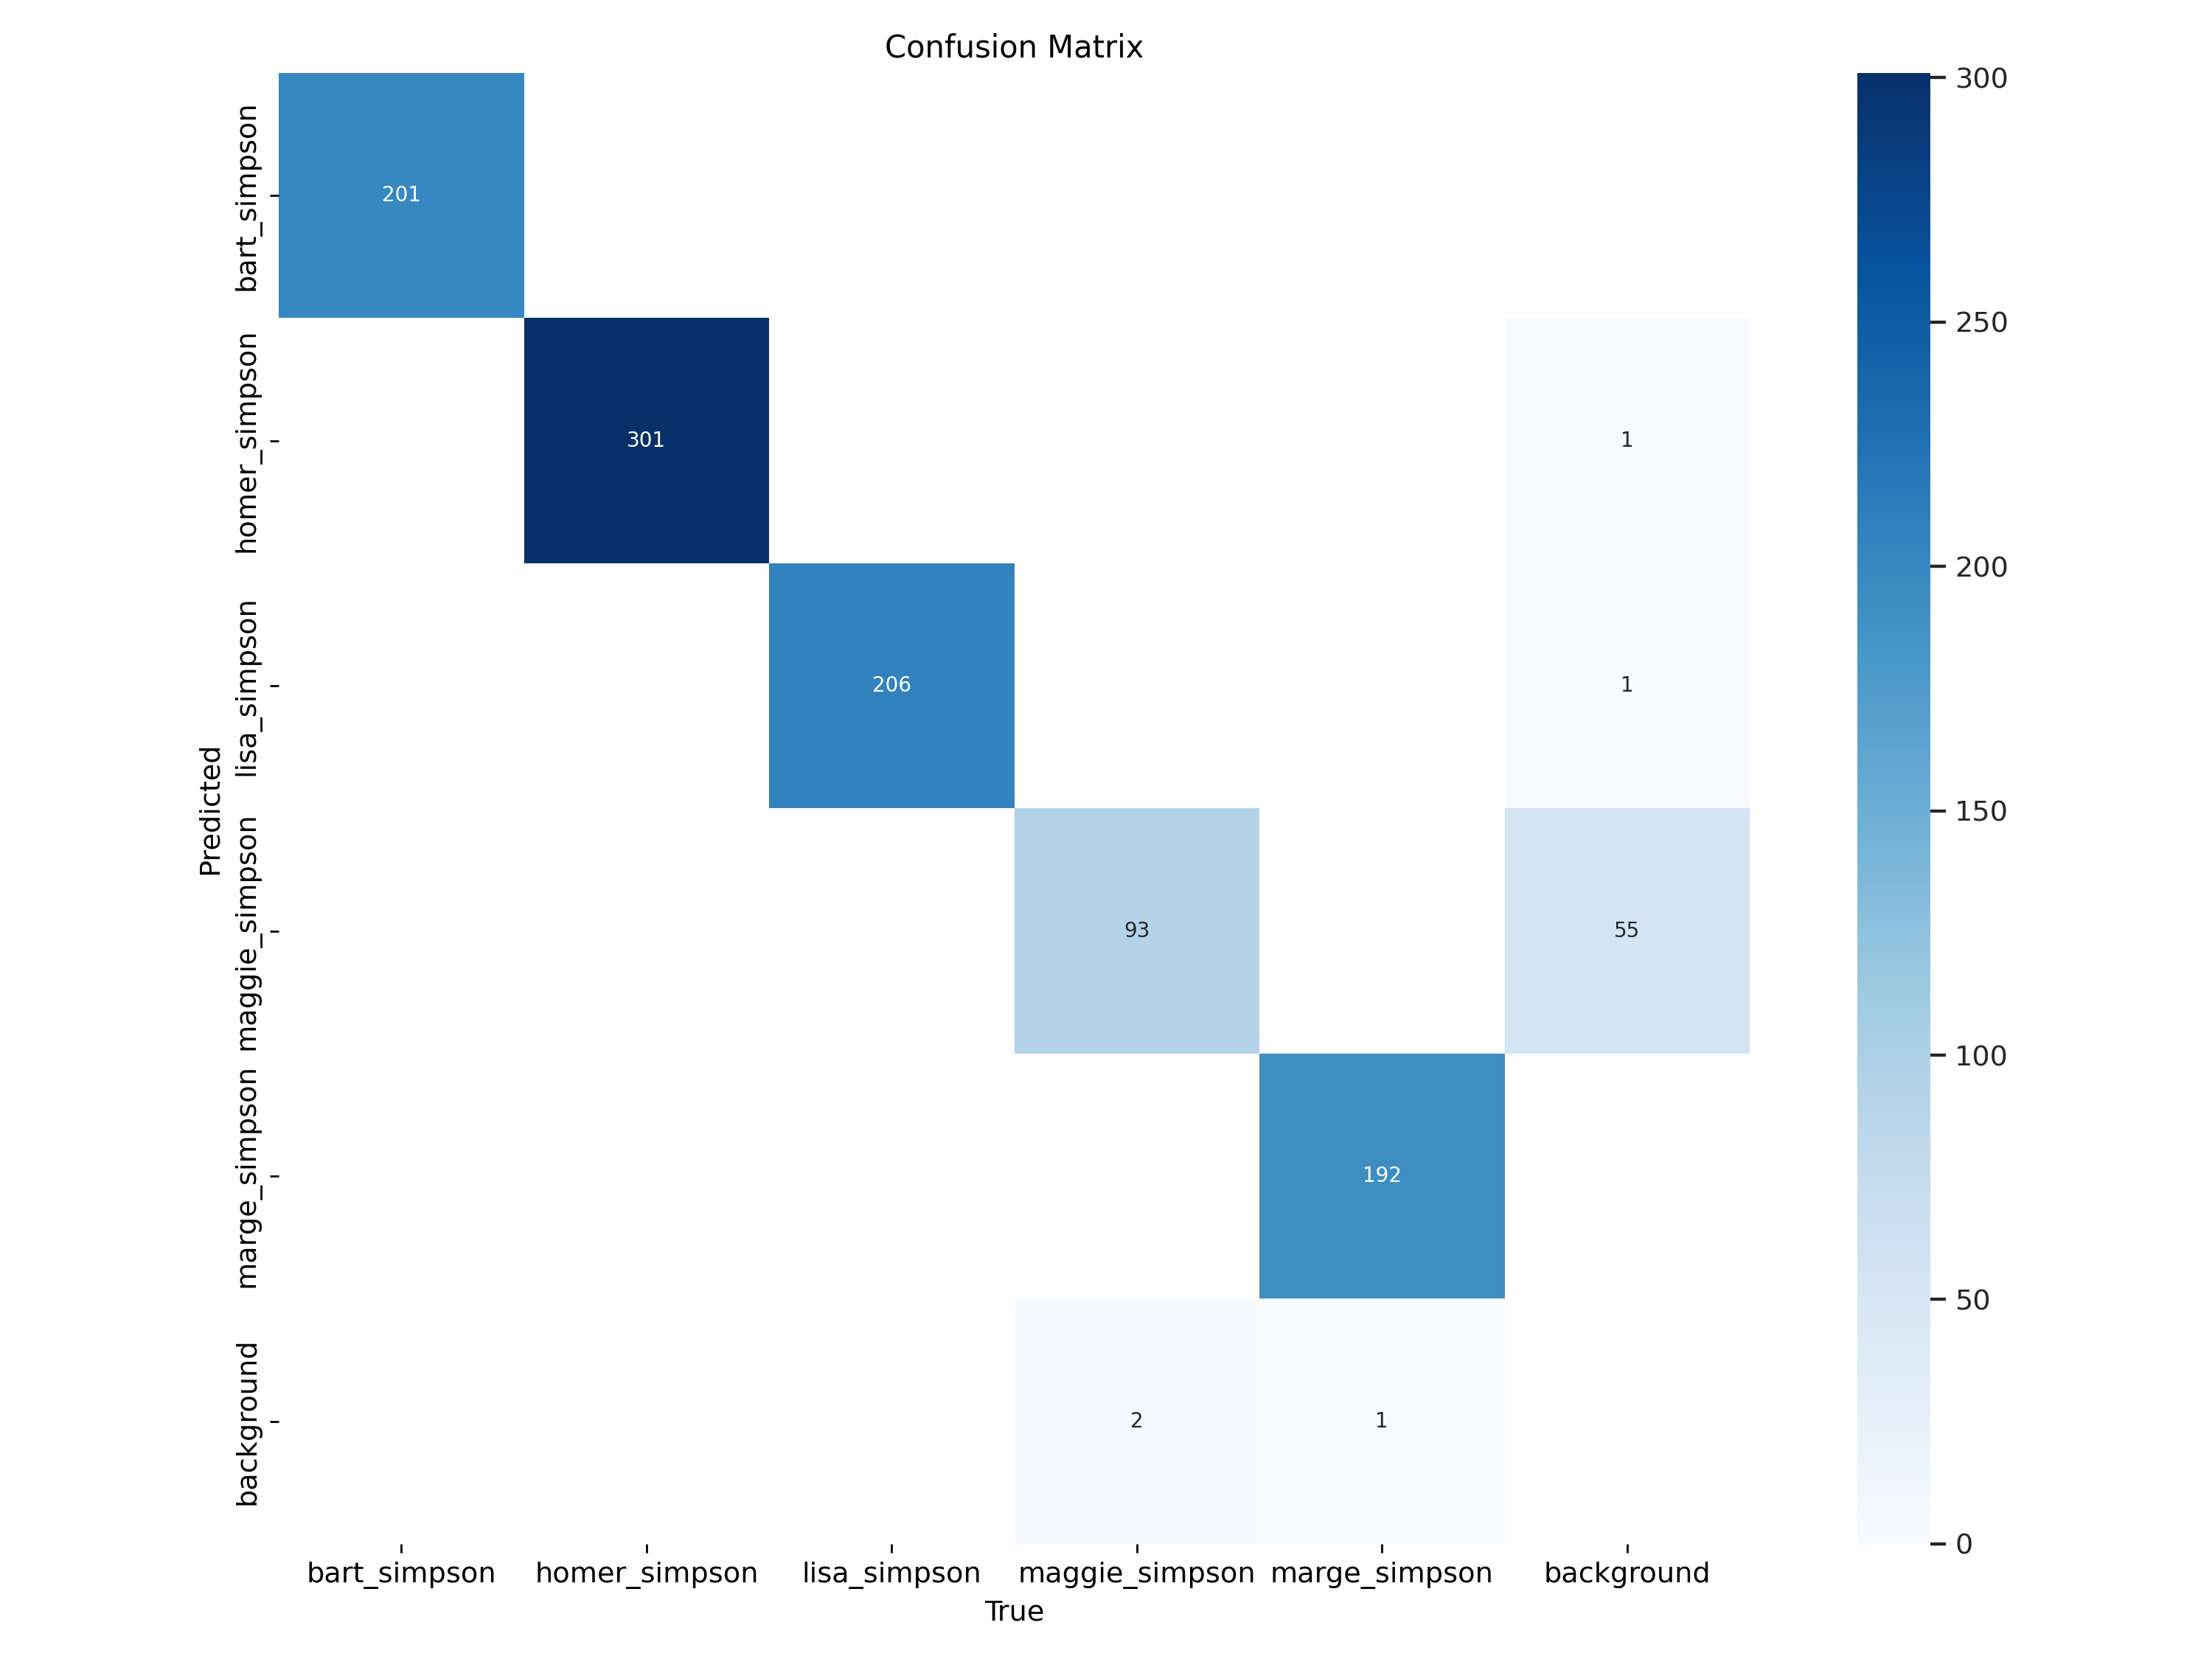 Confusion Matrix
bart_simpson
homer_simpson
lisa_simpson
maggie_simpson
marge_simpson
background
Predicted
201
301
1
206
1
93
55
192
2
1
bart_simpson
homer_simpson
lisa_simpson
maggie_simpson
marge_simpson
background
True
300
250
200
150
100
50
0